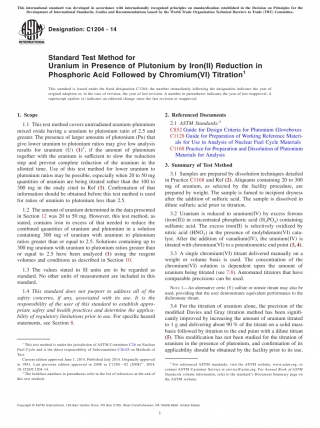 This international standard was developed in accordance with internationally recognized principles on standardization established in the Decision on Principles for the
Development of International Standards, Guides and Recommendations issued by the World Trade Organization Technical Barriers to Trade (TBT) Committee.
Designation: C1204 − 14
Standard Test Method for
Uranium in Presence of Plutonium by Iron(II) Reduction in
Phosphoric Acid Followed by Chromium(VI) Titration1
This standard is issued under the fixed designation C1204; the number immediately following the designation indicates the year of
original adoption or, in the case of revision, the year of last revision. A number in parentheses indicates the year of last reapproval. A
superscript epsilon (ε) indicates an editorial change since the last revision or reapproval.
1. Scope
1.1 This test method covers unirradiated uranium-plutonium
mixed oxide having a uranium to plutonium ratio of 2.5 and
greater. The presence of larger amounts of plutonium (Pu) that
give lower uranium to plutonium ratios may give low analysis
results for uranium (U) (1)2, if the amount of plutonium
together with the uranium is sufficient to slow the reduction
step and prevent complete reduction of the uranium in the
allotted time. Use of this test method for lower uranium to
plutonium ratios may be possible, especially when 20 to 50 mg
quantities of uranium are being titrated rather than the 100 to
300 mg in the study cited in Ref (1). Confirmation of that
information should be obtained before this test method is used
for ratios of uranium to plutonium less than 2.5.
1.2 The amount of uranium determined in the data presented
in Section 12 was 20 to 50 mg. However, this test method, as
stated, contains iron in excess of that needed to reduce the
combined quantities of uranium and plutonium in a solution
containing 300 mg of uranium with uranium to plutonium
ratios greater than or equal to 2.5. Solutions containing up to
300 mg uranium with uranium to plutonium ratios greater than
or equal to 2.5 have been analyzed (1) using the reagent
volumes and conditions as described in Section 10.
1.3 The values stated in SI units are to be regarded as
standard. No other units of measurement are included in this
standard.
1.4 This standard does not purport to address all of the
safety concerns, if any, associated with its use. It is the
responsibility of the user of this standard to establish appro-
priate safety and health practices and determine the applica-
bility of regulatory limitations prior to use. For specific hazard
statements, see Section 8.
1 This test method is under the jurisdiction of ASTM Committee C26 on Nuclear
Fuel Cycle and is the direct responsibility of Subcommittee C26.05 on Methods of
Test.
Current edition approved June 1, 2014. Published July 2014. Originally approved
in 1991. Last previous edition approved in
2 The boldface numbers in parentheses refer to the list of references at the end of
this test method.
2. Referenced Documents
2.1 ASTM Standards:3
C852 Guide for Design Criteria for Plutonium Gloveboxes
C1128 Guide for Preparation of Working Reference Materi-
als for Use in Analysis of Nuclear Fuel Cycle Materials
C1168 Practice for Preparation and Dissolution of Plutonium
Materials for Analysis
3. Summary of Test Method
3.1 Samples are prepared by dissolution techniques detailed
in Practice C1168 and Ref (2). Aliquants containing 20 to 300
mg of uranium, as selected by the facility procedure, are
prepared by weight. The sample is fumed to incipient dryness
after the addition of sulfuric acid. The sample is dissolved in
dilute sulfuric acid prior to titration.
3.2 Uranium is reduced to uranium(IV) by excess ferrous
(iron(II)) in concentrated phosphoric acid (H3PO4) containing
sulfamic acid. The excess iron(II) is selectively oxidized by
nitric acid (HNO3) in the presence of molybdenum(VI) cata-
lyst. After the addition of vanadium(IV), the uranium(IV) is
titrated with chromium(VI) to a potentiometric end point (3, 4).
3.3 A single chromium(VI) titrant delivered manually on a
weight or volume basis is used. The concentration of the
chromium(VI) solution is dependent upon the amount of
uranium being titrated (see 7.8). Automated titrators that have
comparable precisions can be used.
NOTE 1—An alternative ceric (V) sulfate or nitrate titrant may also be
used, providing that the user demonstrates equivalent performance to the
dichromate titrant.
3.4 For the titration of uranium alone, the precision of the
modified Davies and Gray titration method has been signifi-
cantly improved by increasing the amount of uranium titrated
to 1 g and delivering about 90 % of the titrant on a solid mass
basis followed by titration to the end point with a dilute titrant
(5). This modification has not been studied for the titration of
uranium in the presence of plutonium, and confirmation of its
applicability should be obtained by the facility prior to its use.
3 For referenced ASTM standards, visit the ASTM website, www.astm.org, or
contact ASTM Customer Service at service@astm.org. For Annual Book of ASTM
Standards volume information, refer to the standard's Document Summary page on
the ASTM website.
Copyright © ASTM International, 100 Barr Harbor Drive, PO Box C700, West Conshohocken, PA 19428-2959. United States
1